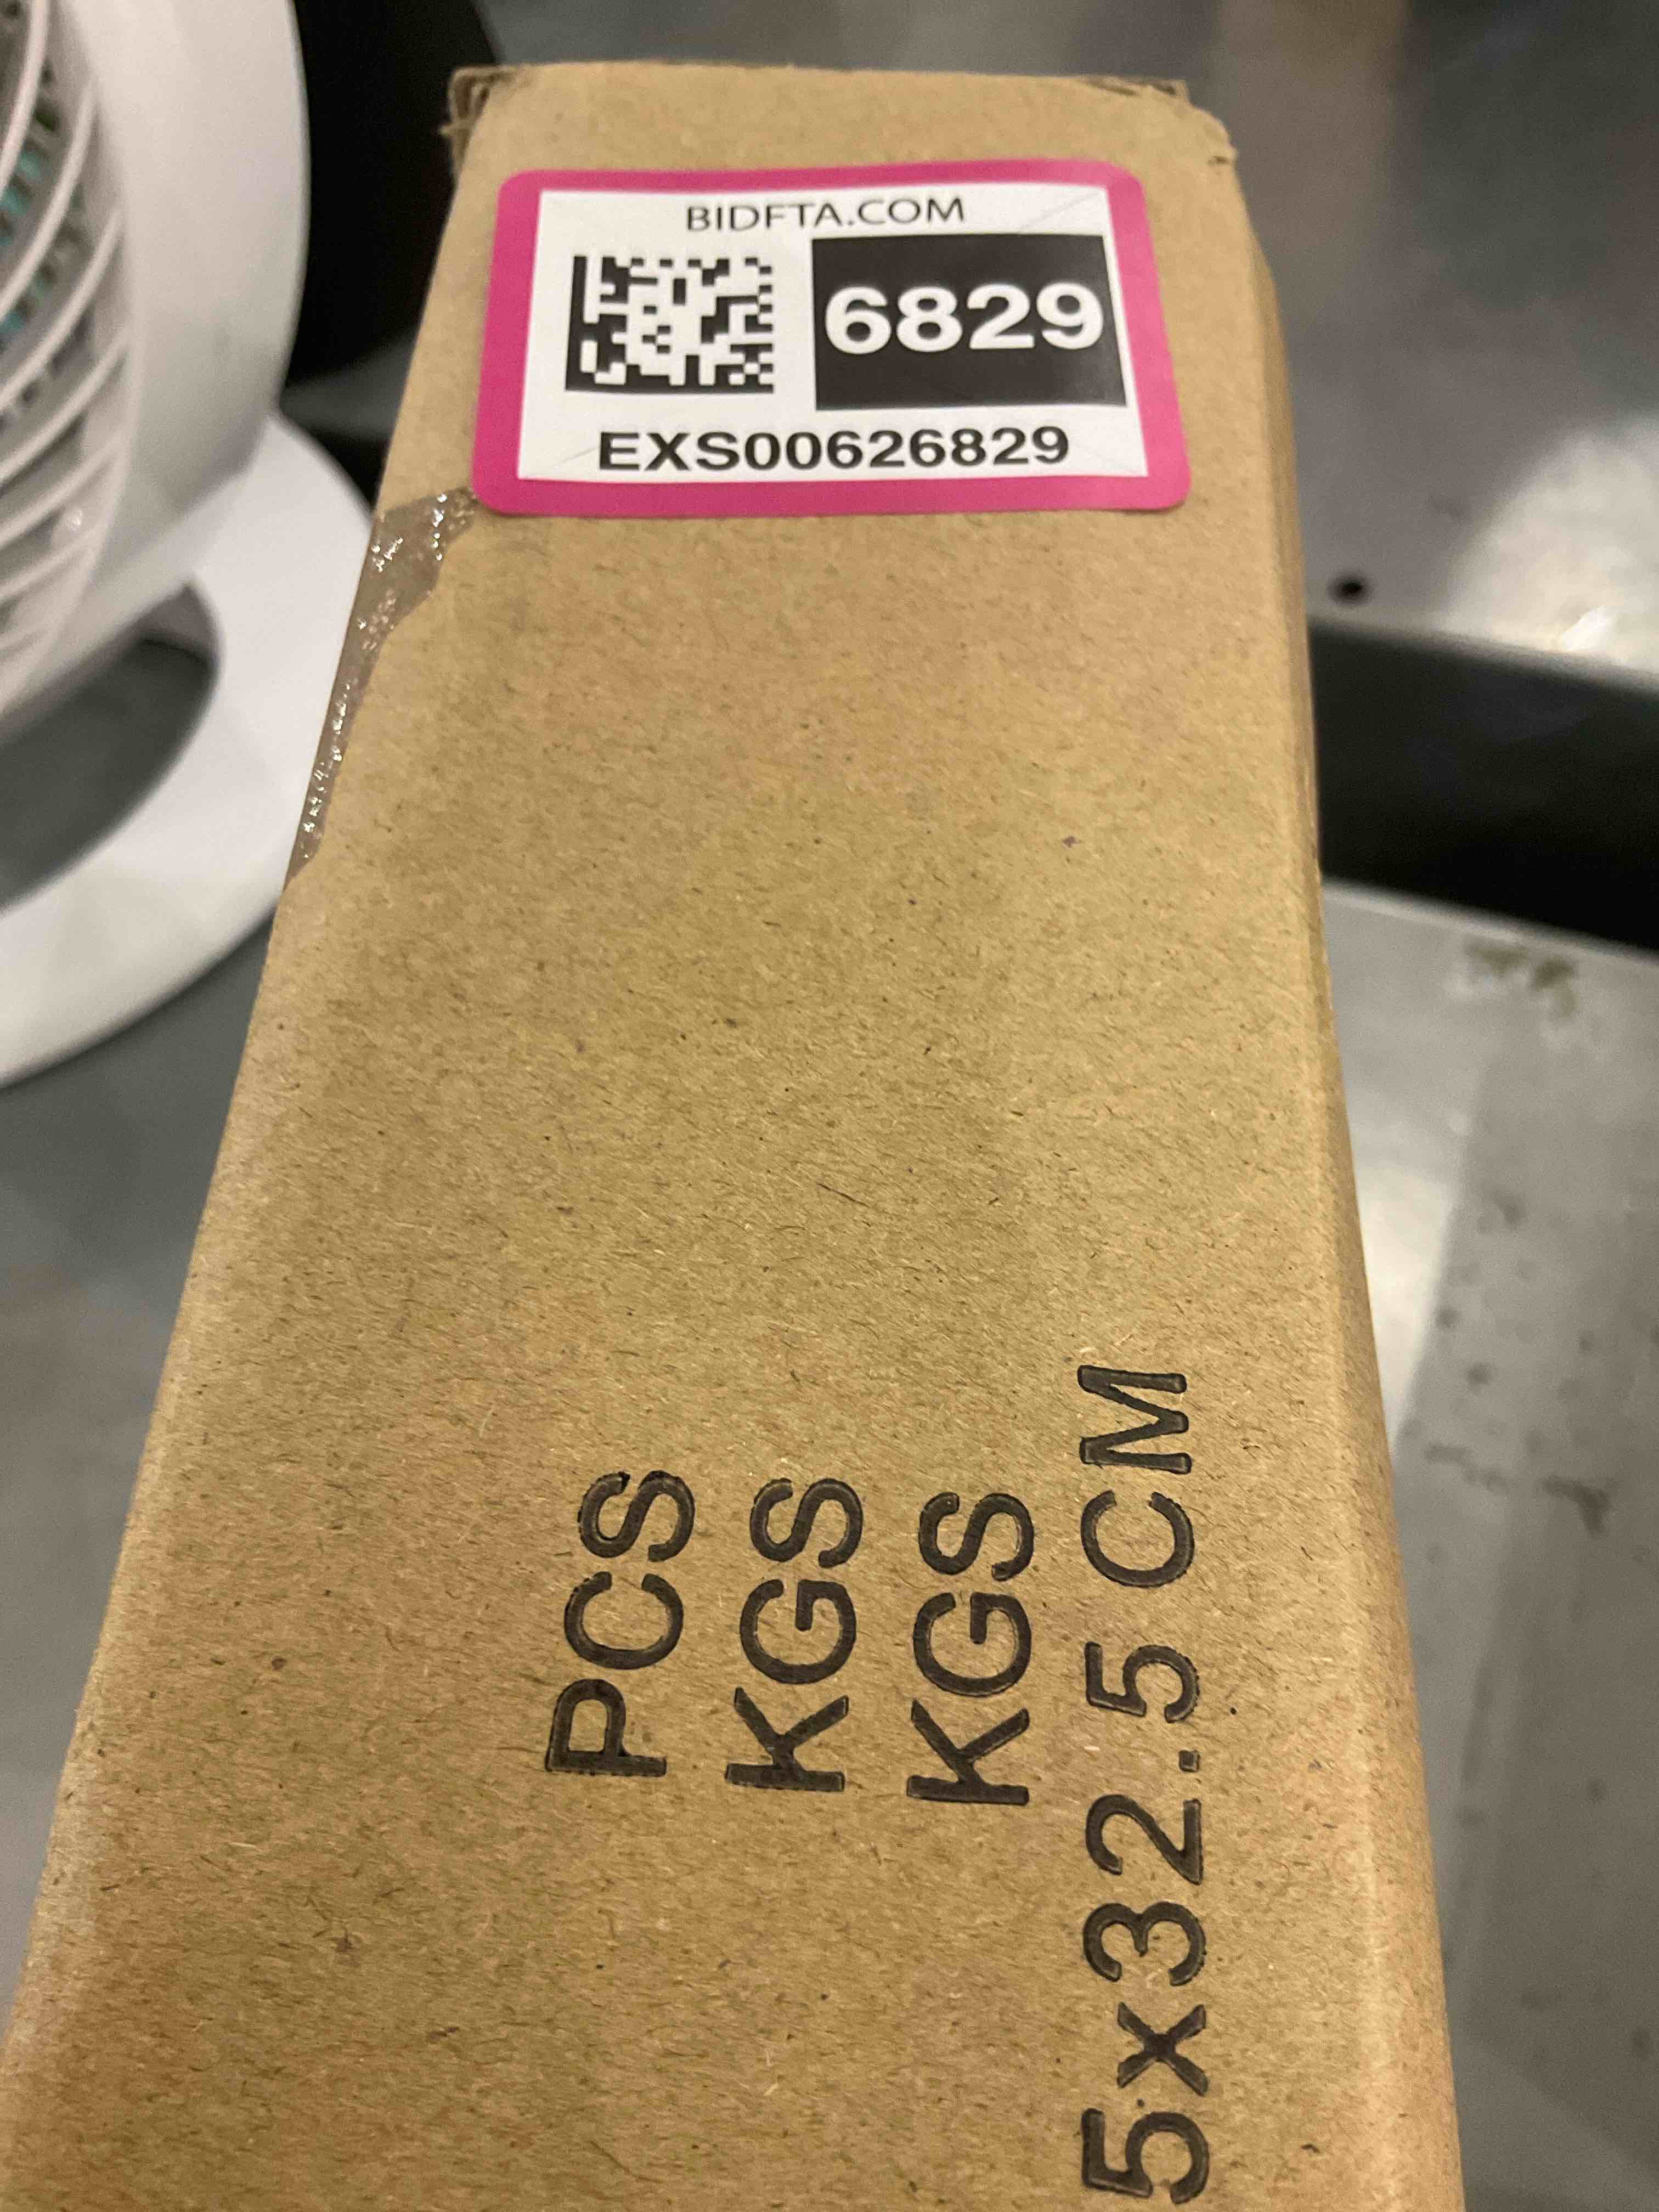 BIDFTA.COM
6829
EXS00626829
PCS
KGS
KGS
5x32.5 CM